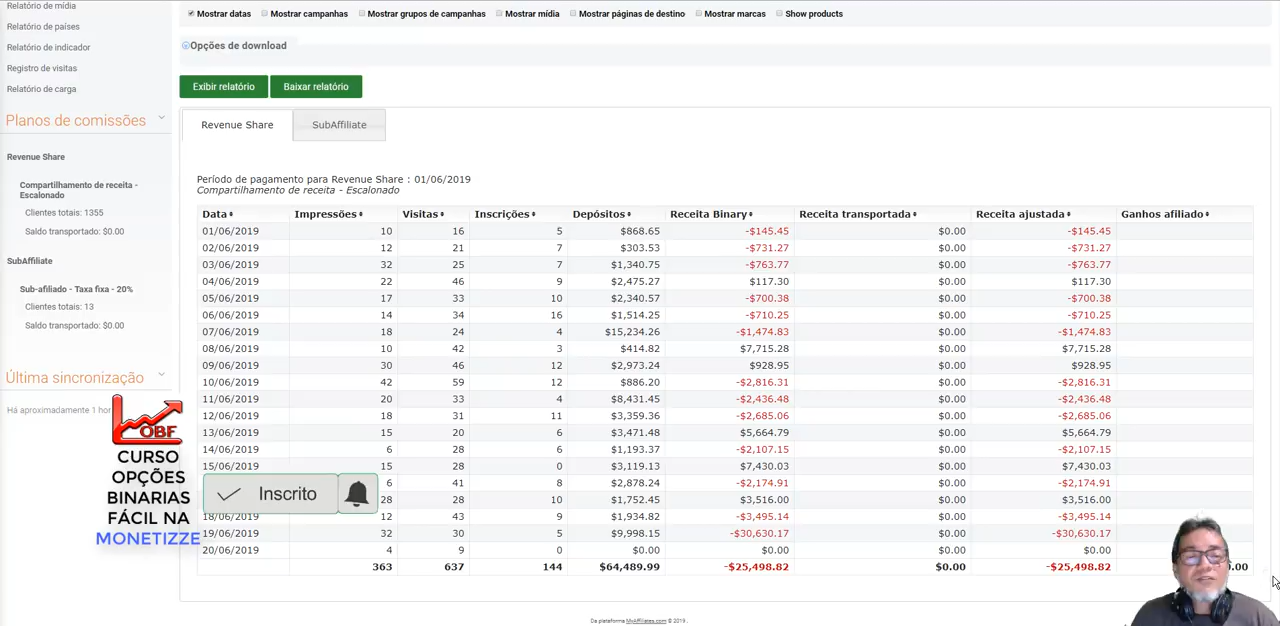 Relatório de mídia
Relatório de países
Relatório de indicador
Registro de visitas
Relatório de carga
Planos de comissões
Revenue Share
Compartilhamento de receita -
Escalonado
Clientes totais: 1355
Saldo transportado: $0.00
SubAffiliate
Sub-afiliado - Taxa fixa - 20%
Clientes totais: 13
Saldo transportado: $0.00
Última sincronização
Há aproximadamente 1 hor
OBF
CURSO
OPÇÕES
BINARIAS
FÁCIL NA
MONETIZZE
Mostrar datas Mostrar campanhas Mostrar grupos de campanhas Mostrar mídia Mostrar páginas de destino Mostrar marcas Show products
Opções de download
Exibir relatório Baixar relatório
Revenue Share SubAffiliate
Período de pagamento para Revenue Share : 01/06/2019
Compartilhamento de receita - Escalonado
Data Impressões Visitas Inscrições Depósitos Receita Binary Receita transportada Receita ajustada Ganhos afiliado
01/06/2019 10 16 5 $868.65 -$145.45 $0.00 -$145.45
02/06/2019 12 21 7 $303.53 -$731.27 $0.00 -$731.27
03/06/2019 32 25 7 $1,340.75 -$763.77 $0.00 -$763.77
04/06/2019 22 46 9 $2,475.27 $117.30 $0.00 $117.30
05/06/2019 17 33 10 $2,340.57 -$700.38 $0.00 -$700.38
06/06/2019 14 34 16 $1,514.25 -$710.25 $0.00 -$710.25
07/06/2019 18 24 4 $15,234.26 -$1,474.83 $0.00 -$1,474.83
08/06/2019 10 42 3 $414.82 $7,715.28 $0.00 $7,715.28
09/06/2019 30 46 12 $2,973.24 $928.95 $0.00 $928.95
10/06/2019 42 59 12 $886.20 -$2,816.31 $0.00 -$2,816.31
11/06/2019 20 33 4 $8,431.45 -$2,436.48 $0.00 -$2,436.48
12/06/2019 18 31 11 $3,359.36 -$2,685.06 $0.00 -$2,685.06
13/06/2019 15 20 6 $3,471.48 $5,664.79 $0.00 $5,664.79
14/06/2019 6 28 6 $1,193.37 -$2,107.15 $0.00 -$2,107.15
15/06/2019 15 28 0 $3,119.13 $7,430.03 $0.00 $7,430.03
6 41 8 $2,878.24 -$2,174.91 $0.00 -$2,174.91
Inscrito
28 28 10 $1,752.45 $3,516.00 $0.00 $3,516.00
18/06/2019 12 43 9 $1,934.82 -$3,495.14 $0.00 -$3,495.14
19/06/2019 32 30 5 $9,998.15 -$30,630.17 $0.00 -$30,630.17
20/06/2019 4 9 0 $0.00 $0.00 $0.00 $0.00
363 637 144 $64,489.99 -$25,498.82 $0.00 -$25,498.82 .00
Da plataforma MyAffiliates.com © 2019 .